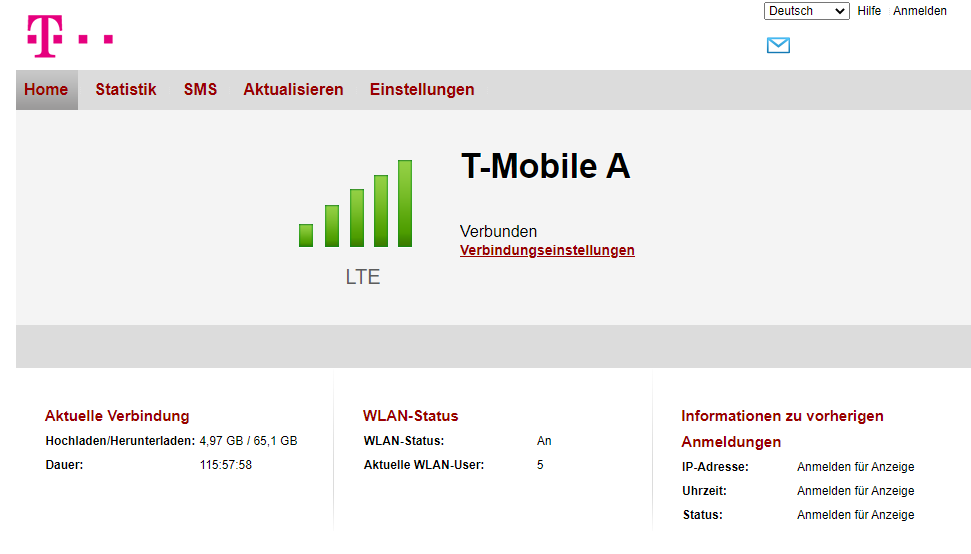 Deutsch Hilfe Anmelden
T
Home Statistik SMS Aktualisieren Einstellungen
T-Mobile A
Verbunden
Verbindungseinstellungen
LTE
Aktuelle Verbindung
Hochladen/Herunterladen: 4,97 GB / 65,1 GB
Dauer: 115:57:58
WLAN-Status
WLAN-Status: An
Aktuelle WLAN-User: 5
Informationen zu vorherigen
Anmeldungen
IP-Adresse: Anmelden für Anzeige
Uhrzeit: Anmelden für Anzeige
Status: Anmelden für Anzeige